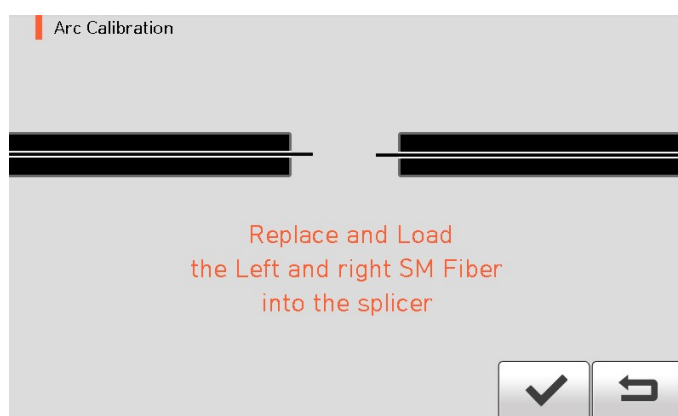 Arc Calibration
Replace and Load
the Left and right SM Fiber
into the splicer